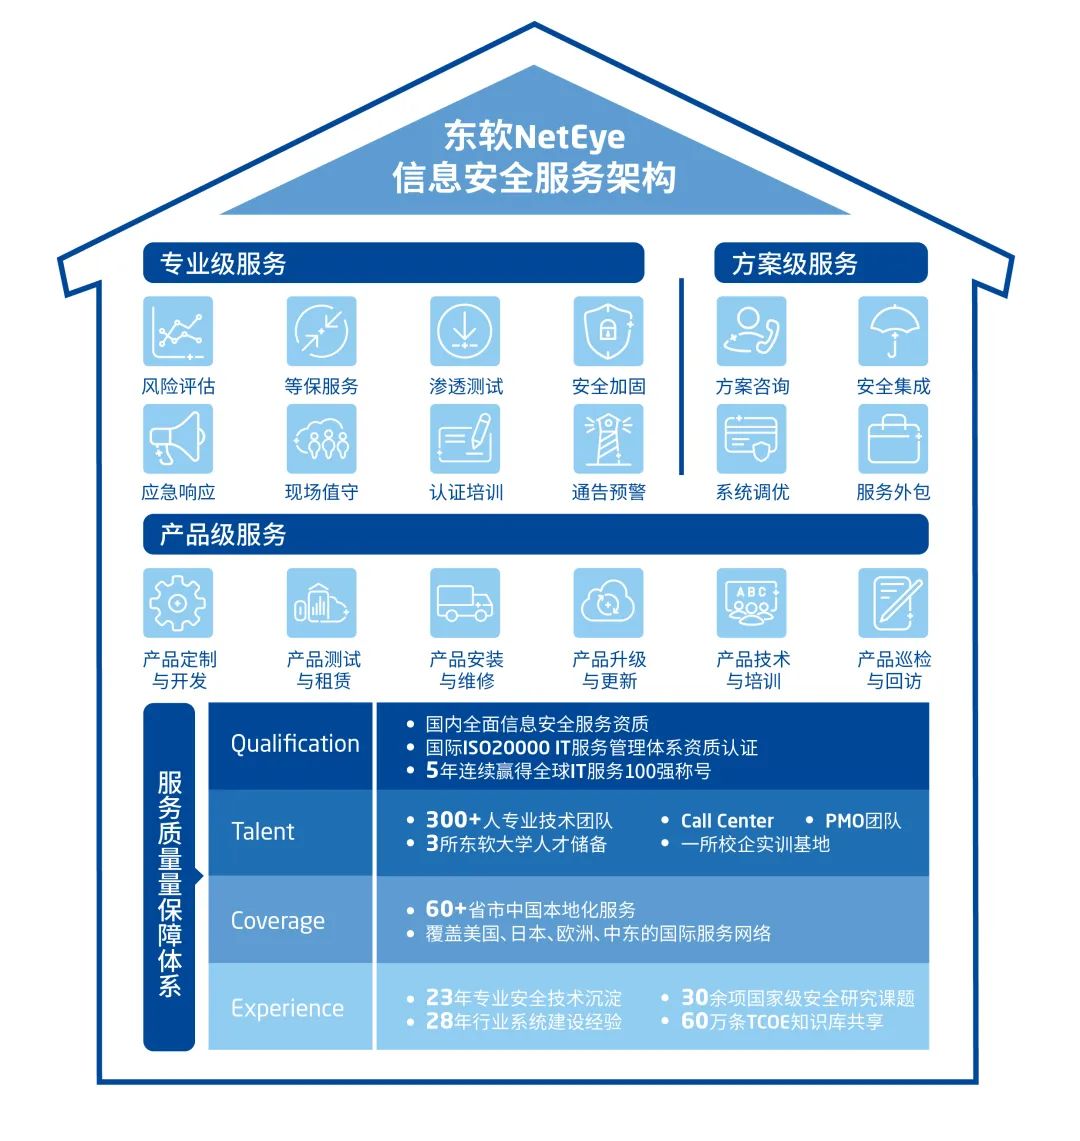 东软NetEye
信息安全服务架构
专业级服务
方案级服务
风险评估
等保服务
渗透测试
安全加固
方案咨询
安全集成
应急响应
现场值守
认证培训
通告预警
系统调优
服务外包
产品级服务
ABC
产品定制
与开发
产品测试
与租赁
产品安装
与维修
产品升级
与更新
产品技术
与培训
产品巡检
与回访
服务质量量保障体系
Qualification
• 国内全面信息安全服务资质
• 国际ISO20000 IT服务管理体系资质认证
• 5年连续赢得全球IT服务100强称号
Talent
• 300+人专业技术团队 • Call Center • PMO团队
• 3所东软大学人才储备 • 一所校企实训基地
Coverage
• 60+省市中国本地化服务
• 覆盖美国、日本、欧洲、中东的国际服务网络
Experience
• 23年专业安全技术沉淀 • 30余项国家级安全研究课题
• 28年行业系统建设经验 • 60万条TCOE知识库共享